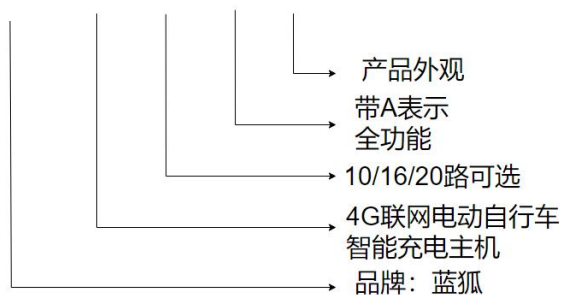 产品外观
带A表示
全功能
10/16/20路可选
4G联网电动自行车
智能充电主机
品牌：蓝狐